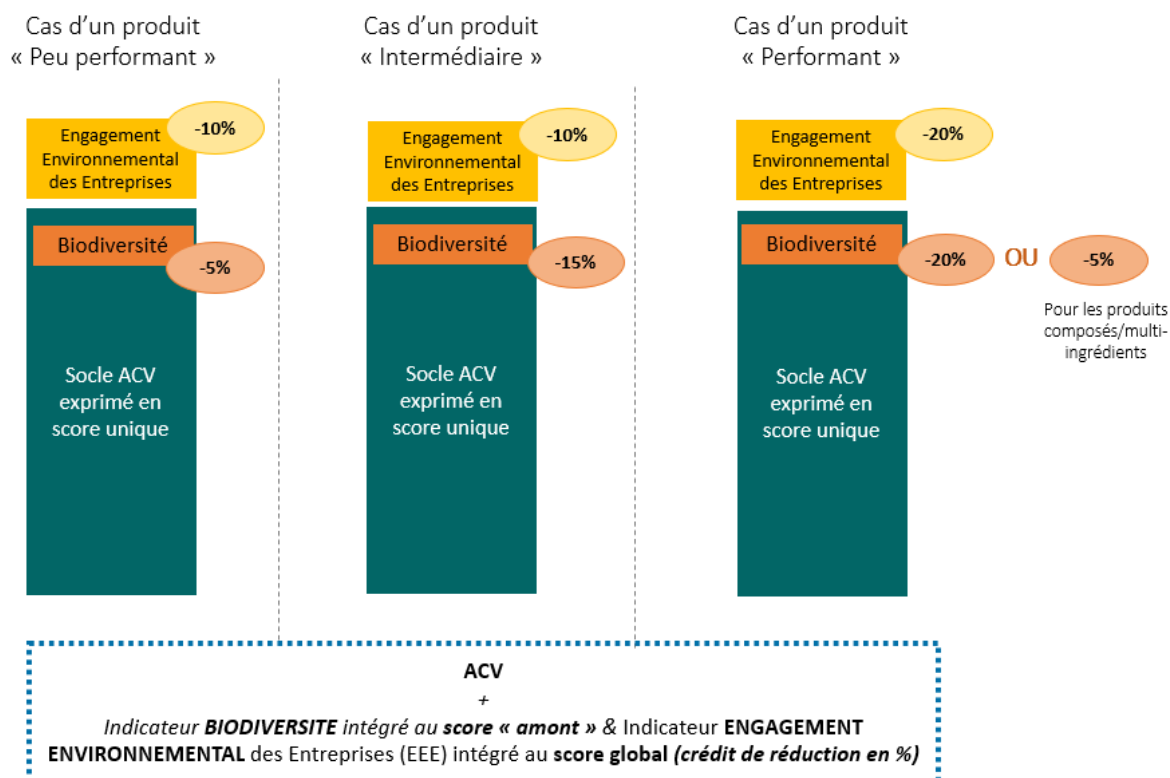 Cas d’un produit
« Peu performant »
Engagement
Environnemental
des Entreprises
-10%
Biodiversité
-5%
Socle ACV
exprimé en
score unique
Cas d’un produit
« Intermédiaire »
Engagement
Environnemental
des Entreprises
-10%
Biodiversité
-15%
Socle ACV
exprimé en
score unique
Cas d’un produit
« Performant »
Engagement
Environnemental
des Entreprises
-20%
Biodiversité
-20%
OU
-5%
Pour les produits
composés/multi-
ingrédients
Socle ACV
exprimé en
score unique
ACV
+
Indicateur BIODIVERSITE intégré au score « amont » & Indicateur ENGAGEMENT
ENVIRONNEMENTAL des Entreprises (EEE) intégré au score global (crédit de réduction en %)